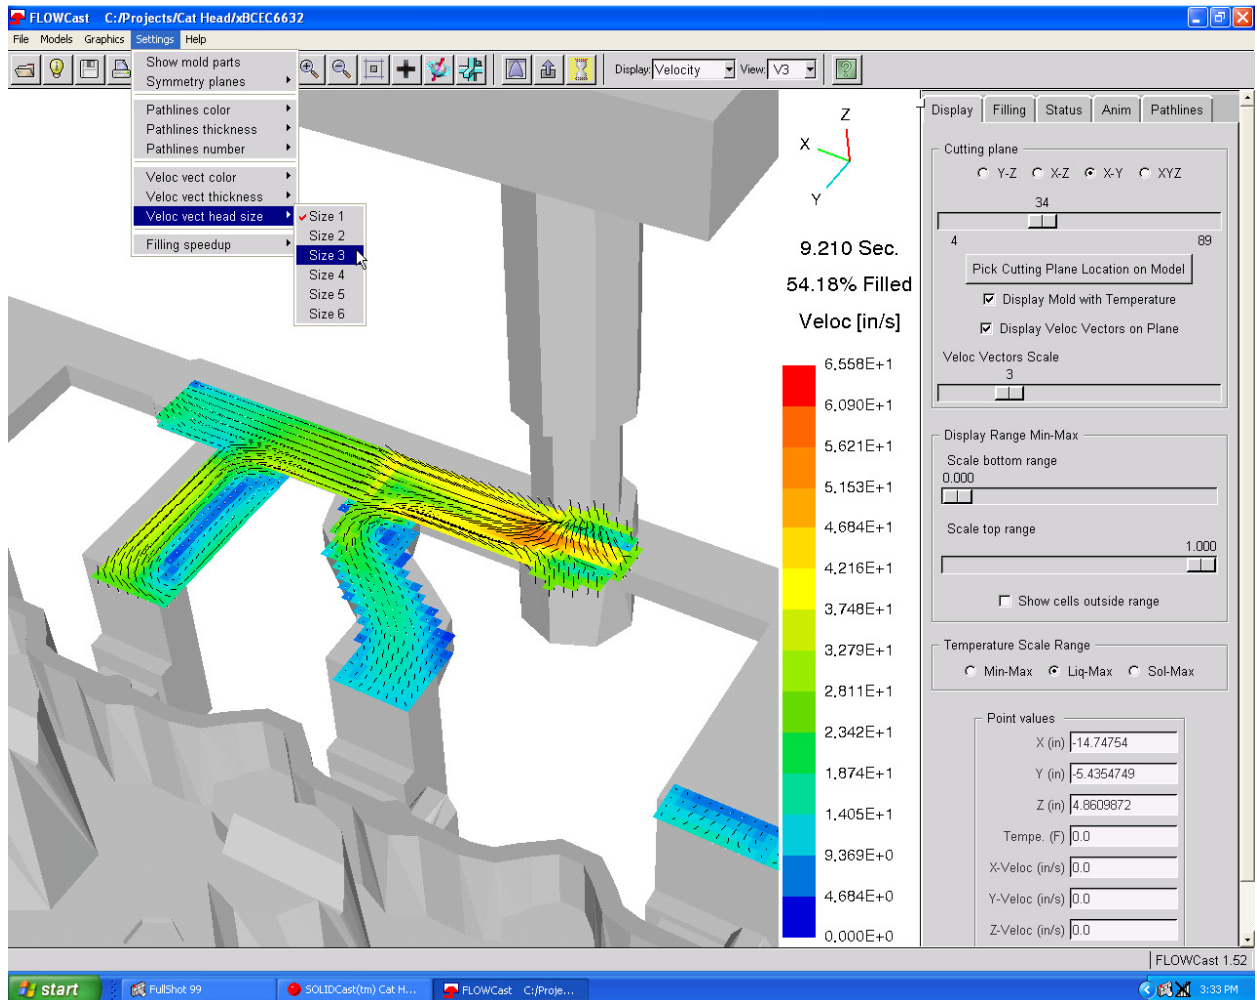 FLOWCast C:/Projects/Cat Head/xBCEC6632
File Models Graphics Settings Help
Display: Velocity View: V3
Show mold parts
Symmetry planes
Pathlines color
Pathlines thickness
Pathlines number
Veloc vect color
Veloc vect thickness
Veloc vect head size
Filling speedup
Size 1
Size 2
Size 3
Size 4
Size 5
Size 6
Z
X
Y
9.210 Sec.
54.18% Filled
Veloc [in/s]
6.558E+1
6.090E+1
5.621E+1
5.153E+1
4.684E+1
4.216E+1
3.748E+1
3.279E+1
2.811E+1
2.342E+1
1.874E+1
1.405E+1
9.369E+0
4.684E+0
0.000E+0
Display Filling Status Anim Pathlines
Cutting plane
Y-Z X-Z X-Y XYZ
34
4 89
Pick Cutting Plane Location on Model
Display Mold with Temperature
Display Veloc Vectors on Plane
Veloc Vectors Scale
3
Display Range Min-Max
Scale bottom range
0.000
Scale top range
1.000
Show cells outside range
Temperature Scale Range
Min-Max Liq-Max Sol-Max
Point values
X (in) -14.74754
Y (in) -5.4354749
Z (in) 4.8609872
Tempe. (F) 0.0
X-Veloc (in/s) 0.0
Y-Veloc (in/s) 0.0
Z-Veloc (in/s) 0.0
FLOWCast 1.52
start FullShot 99 SOLIDCast(tm) Cat H... FLOWCast C:/Proje... 3:33 PM